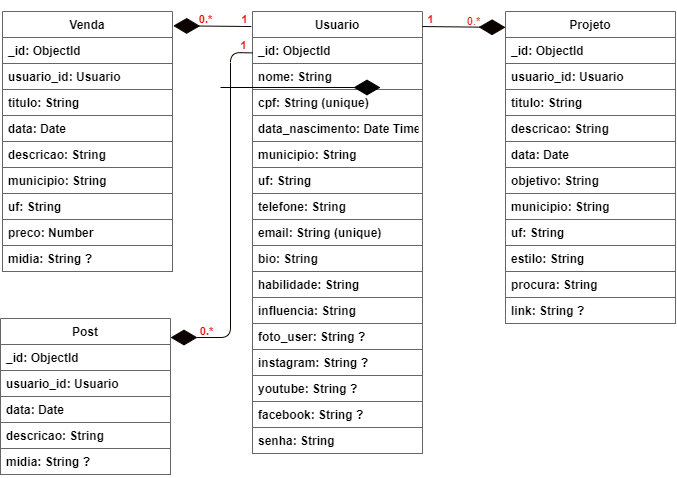 Venda
_id: ObjectId
usuario_id: Usuario
titulo: String
data: Date
descricao: String
municipio: String
uf: String
preco: Number
midia: String ?
0.*
1
Usuario
_id: ObjectId
nome: String
cpf: String (unique)
data_nascimento: Date Time
municipio: String
uf: String
telefone: String
email: String (unique)
bio: String
habilidade: String
influencia: String
foto_user: String ?
instagram: String ?
youtube: String ?
facebook: String ?
senha: String
1
0.*
Projeto
_id: ObjectId
usuario_id: Usuario
titulo: String
descricao: String
data: Date
objetivo: String
municipio: String
uf: String
estilo: String
procura: String
link: String ?
1
0.*
Post
_id: ObjectId
usuario_id: Usuario
data: Date
descricao: String
midia: String ?